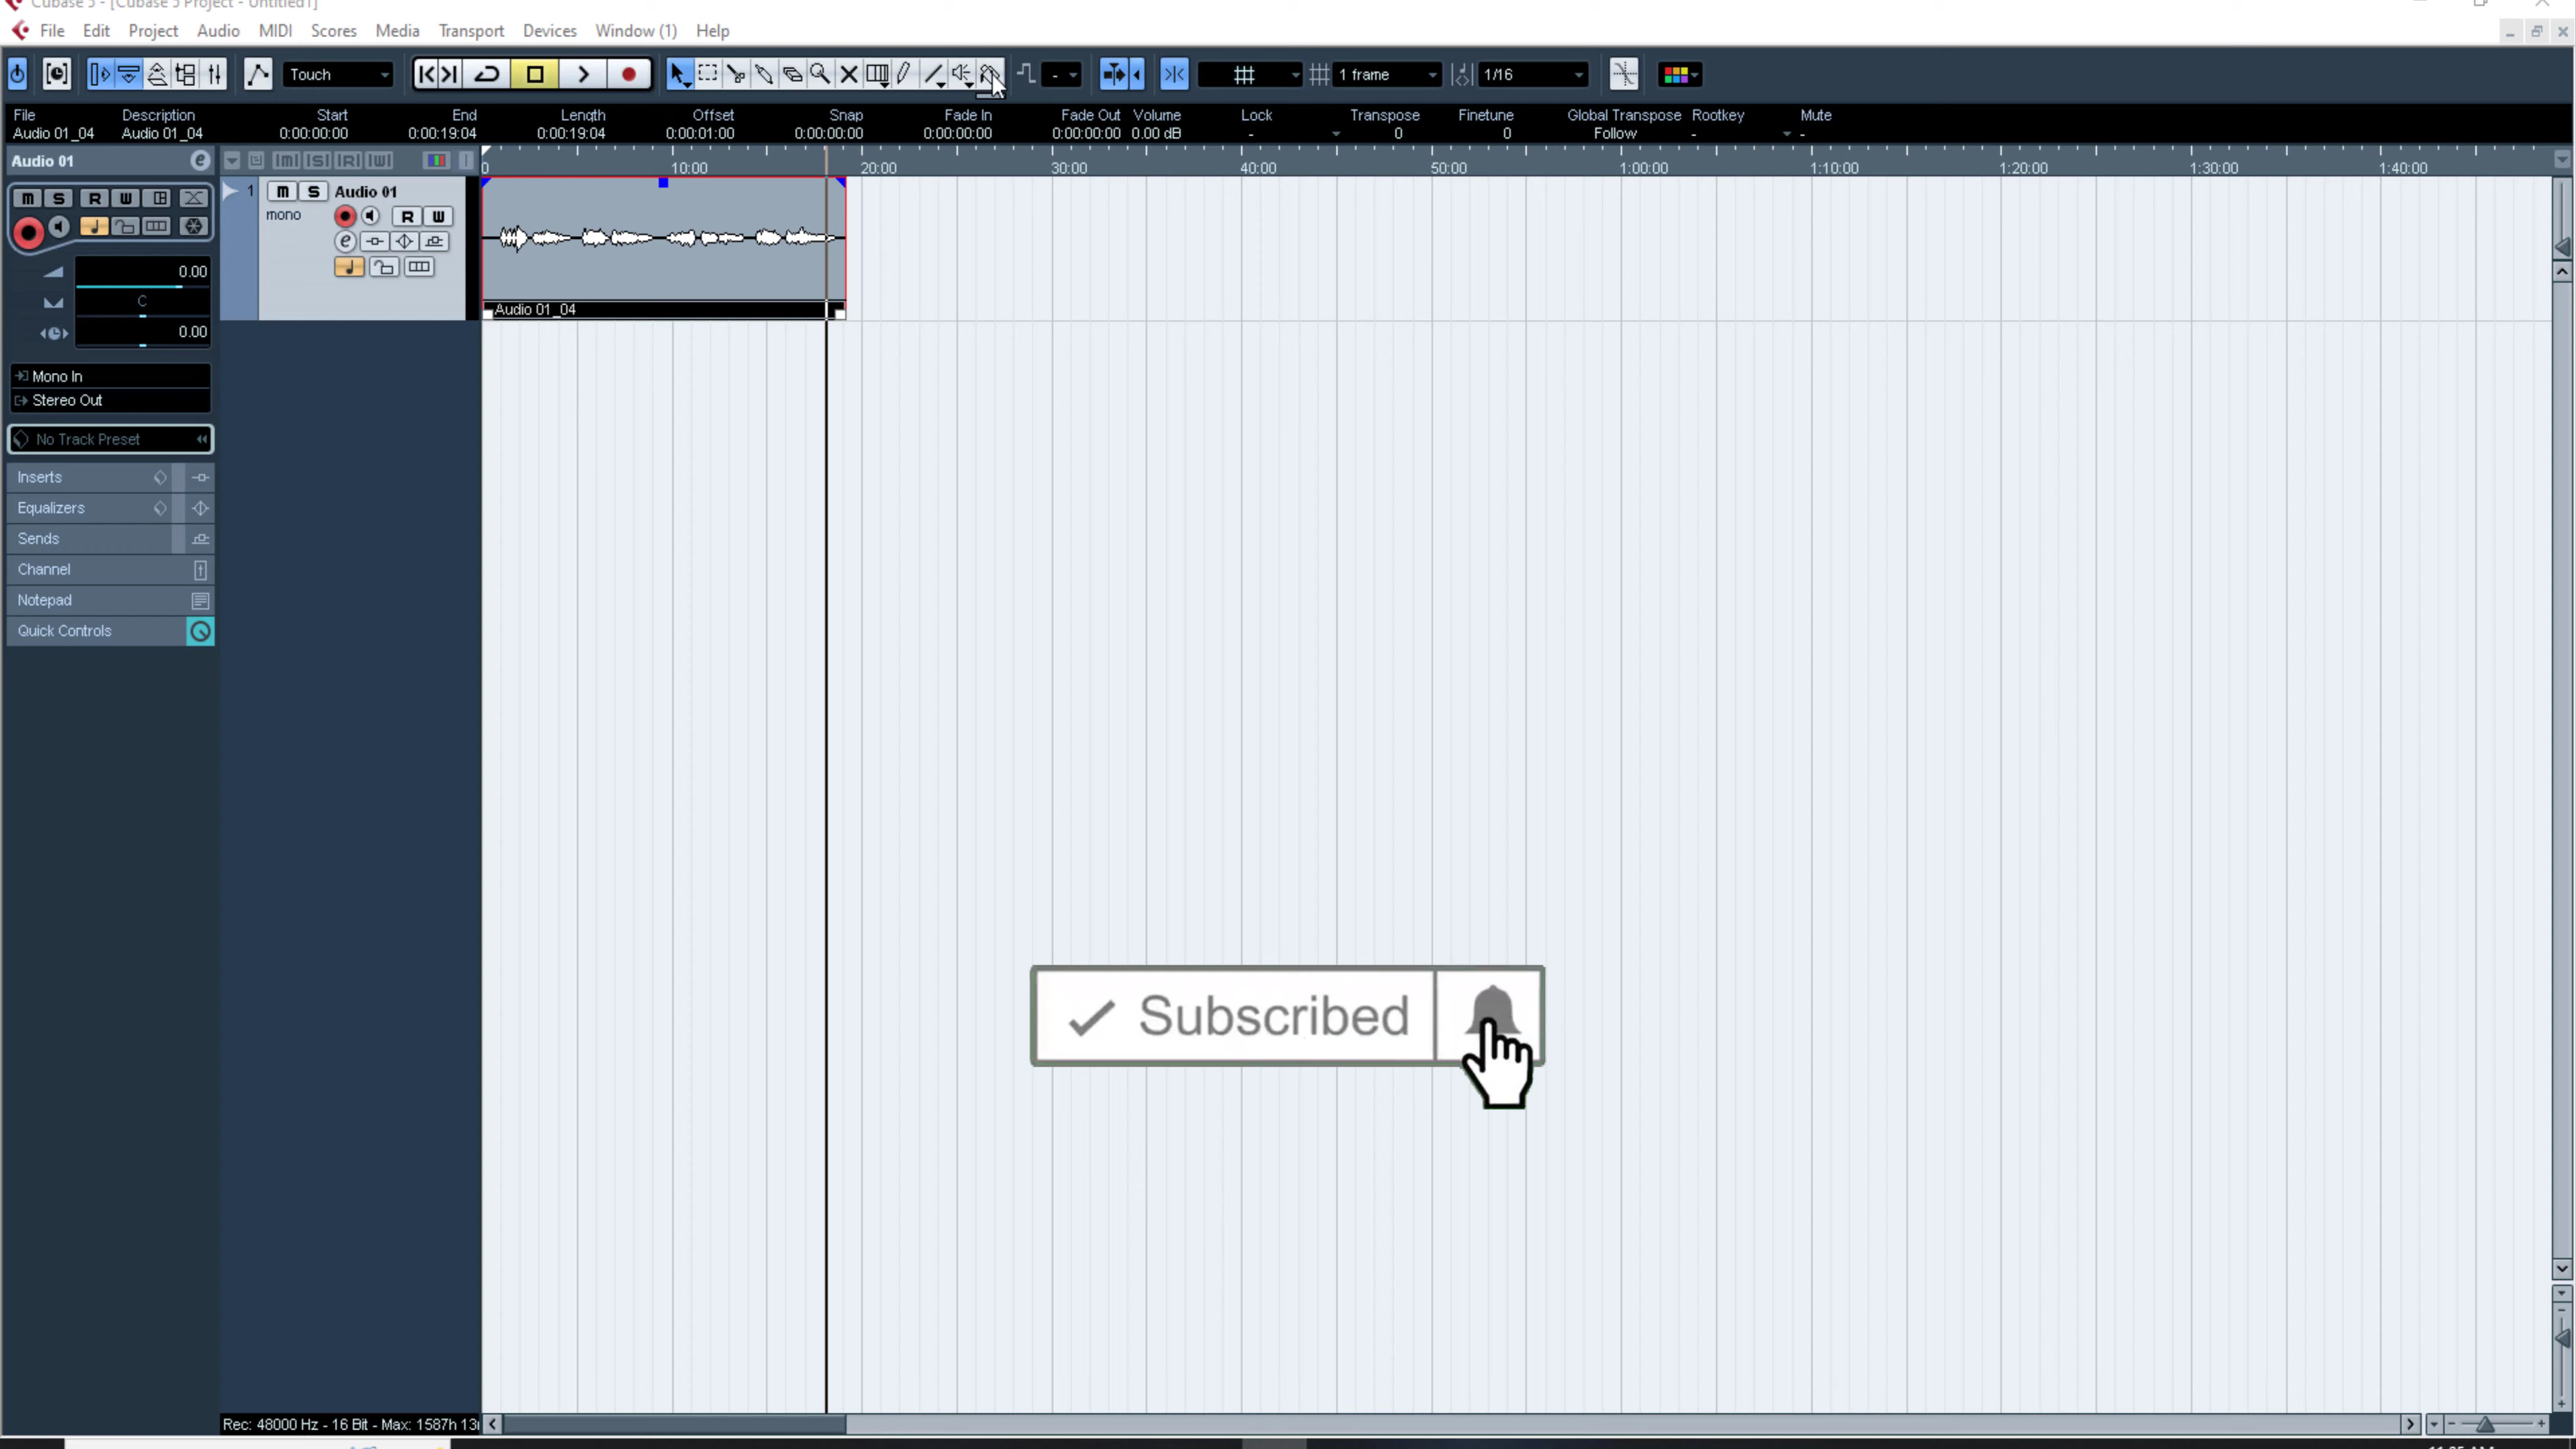 Cubase 5 - [Cubase 5 Project - Untitled1]
File Edit Project Audio MIDI Scores Media Transport Devices Window (1) Help
Touch - 1 frame 1/16
File Description Start End Length Offset Snap Fade In Fade Out Volume Lock Transpose Finetune Global Transpose Rootkey Mute
Audio 01_04 Audio 01_04 0:00:00:00 0:00:19:04 0:00:19:04 0:00:01:00 0:00:00:00 0:00:00:00 0:00:00:00 0.00 dB - 0 0 Follow - -
Audio 01
0 10:00 20:00 30:00 40:00 50:00 1:00:00 1:10:00 1:20:00 1:30:00 1:40:00
M S R W
1 M S Audio 01
mono
R W
e
0.00
C
0.00
Audio 01_04
Mono In
Stereo Out
No Track Preset
Inserts
Equalizers
Sends
Channel
Notepad
Quick Controls
Subscribed
Rec: 48000 Hz - 16 Bit - Max: 1587h